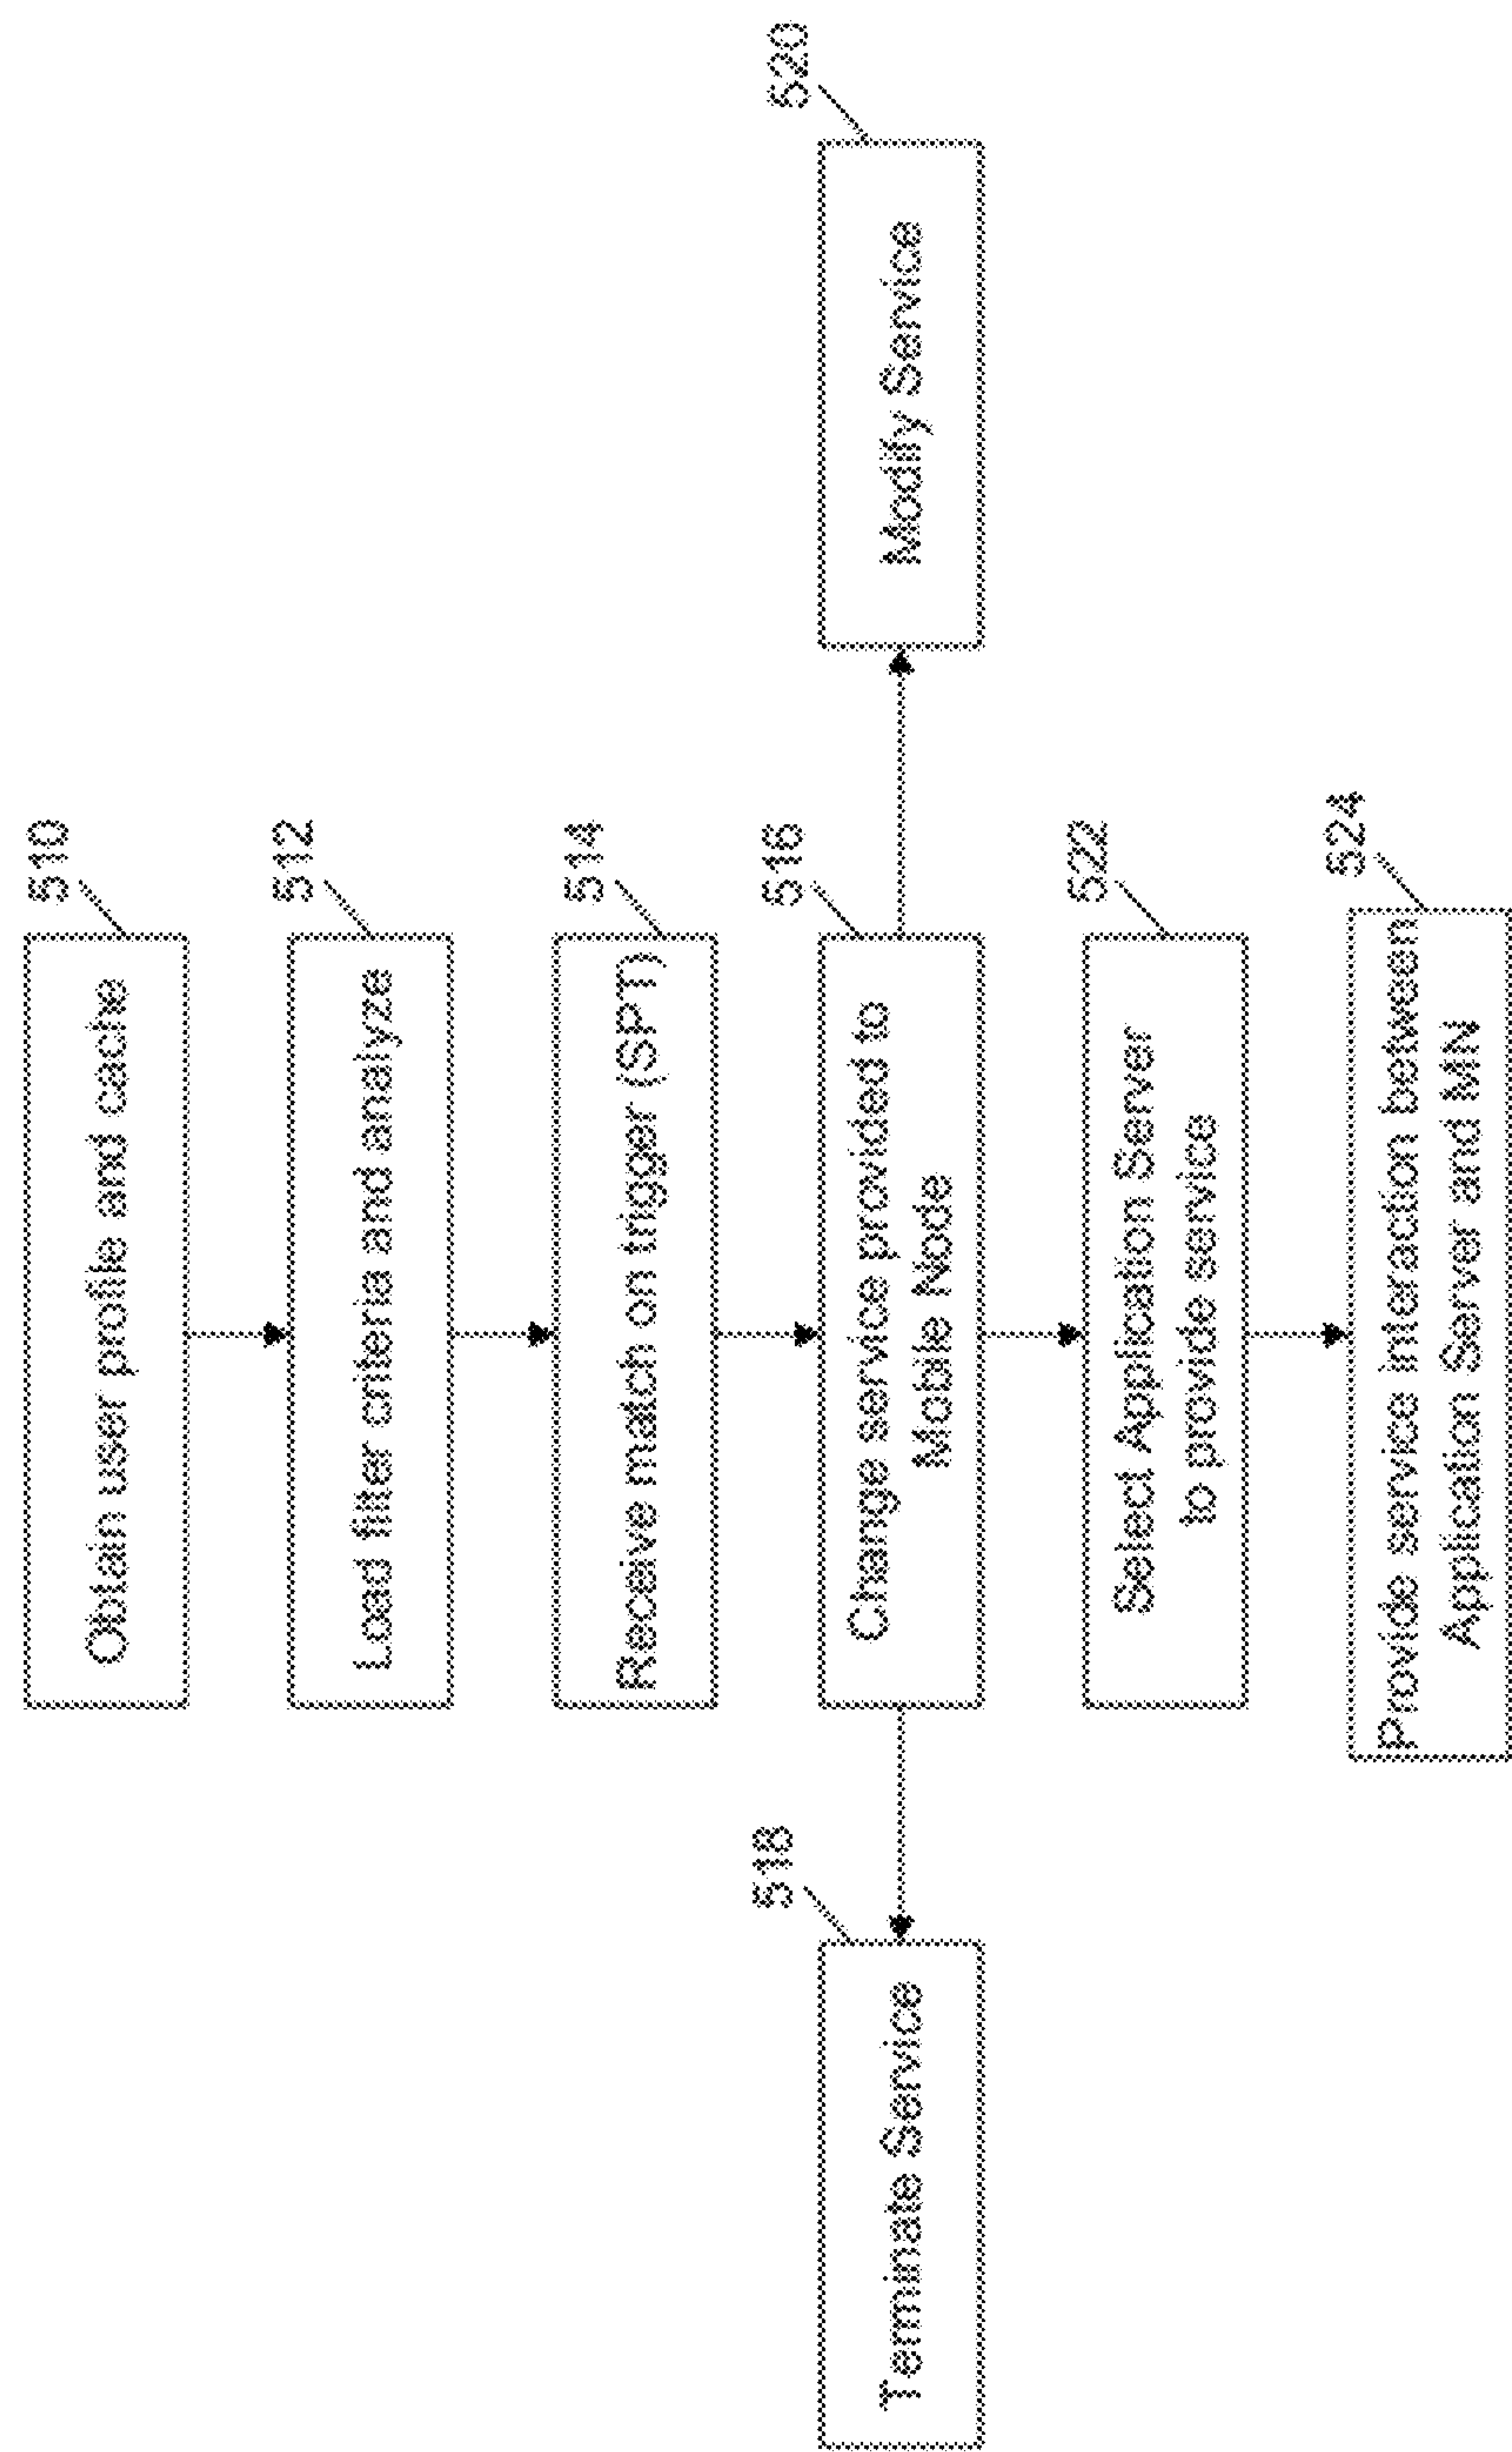 510
Obtain user profile and cache
512
Load filter criteria and analyze
514
Receive match on trigger (SPT)
518
516
520
Terminate Service
Change service provided to
Mobile Node
Modify Service
522
Select Application Server
to provide service
524
Provide service interaction between
Application Server and MN